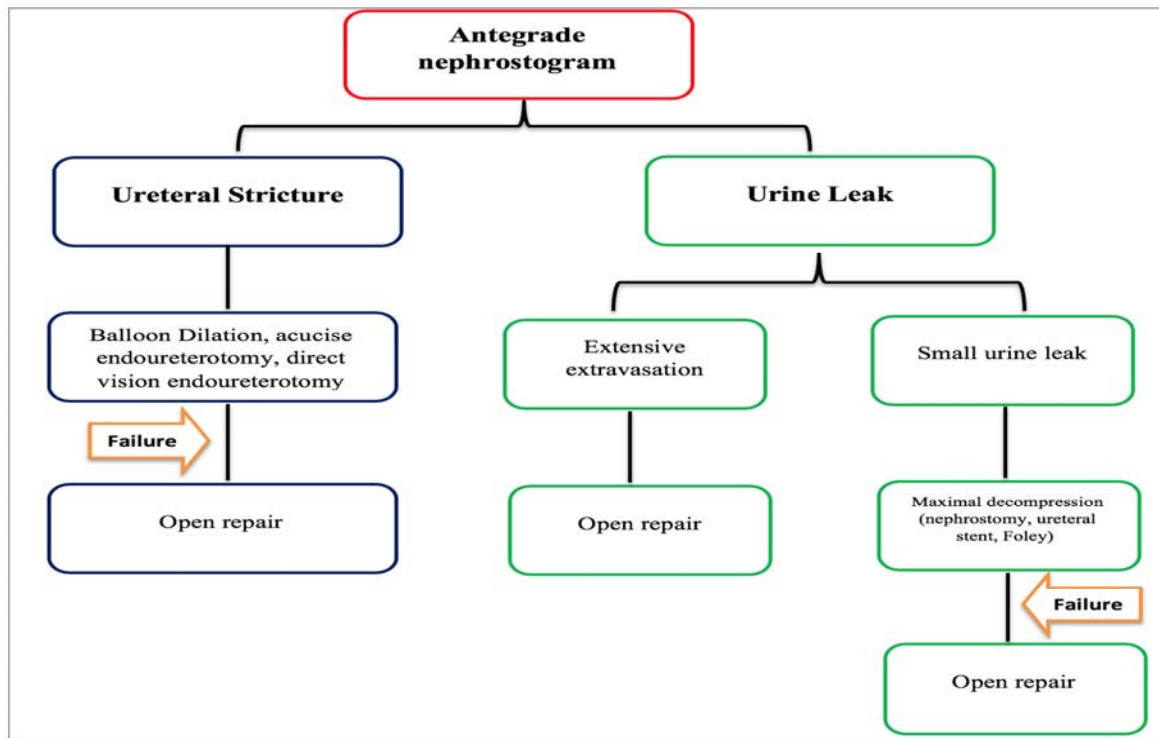 Antegrade
nephrostogram
Ureteral Stricture
Urine Leak
Balloon Dilation, acucise
endoureterotomy, direct
vision endoureterotomy
Extensive
extravasation
Small urine leak
Failure
Open repair
Open repair
Maximal decompression
(nephrostomy, ureteral
stent, Foley)
Failure
Open repair